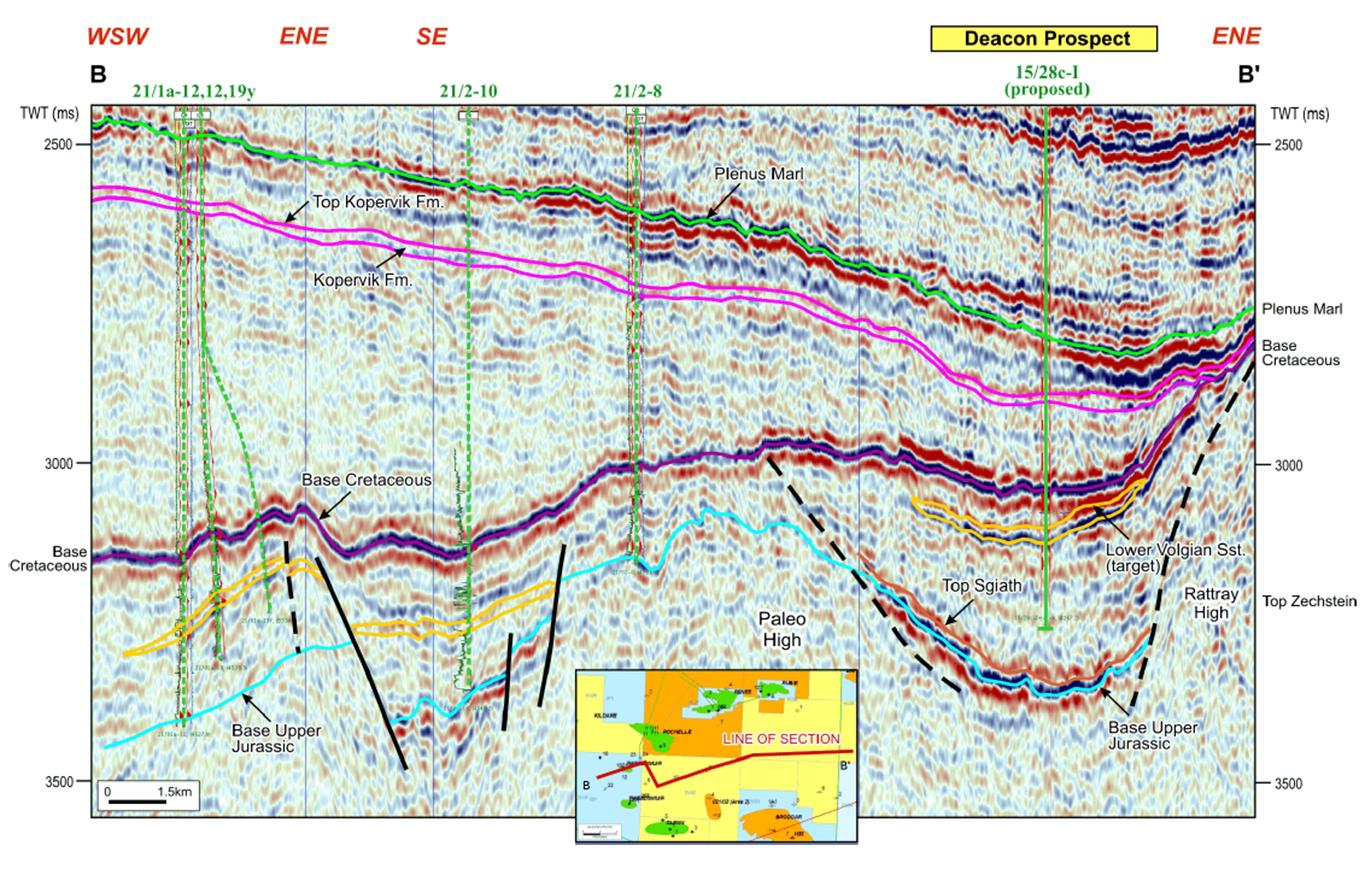 WSW
ENE
SE
Deacon Prospect
ENE
B
B'
21/1a-12,12,19y
21/2-10
21/2-8
15/28c-I
(proposed)
TWT (ms)
TWT (ms)
2500
2500
Plenus Marl
Top Kopervik Fm.
Kopervik Fm.
Plenus Marl
Base
Cretaceous
3000
3000
Base Cretaceous
Base
Cretaceous
Lower Volgian Sst.
(target)
Top Sgiath
Rattray
High
Top Zechstein
Paleo
High
Base Upper
Jurassic
Base Upper
Jurassic
3500
3500
0
1.5km
KILDARE
ROCHELLE
LINE OF SECTION
B
B'